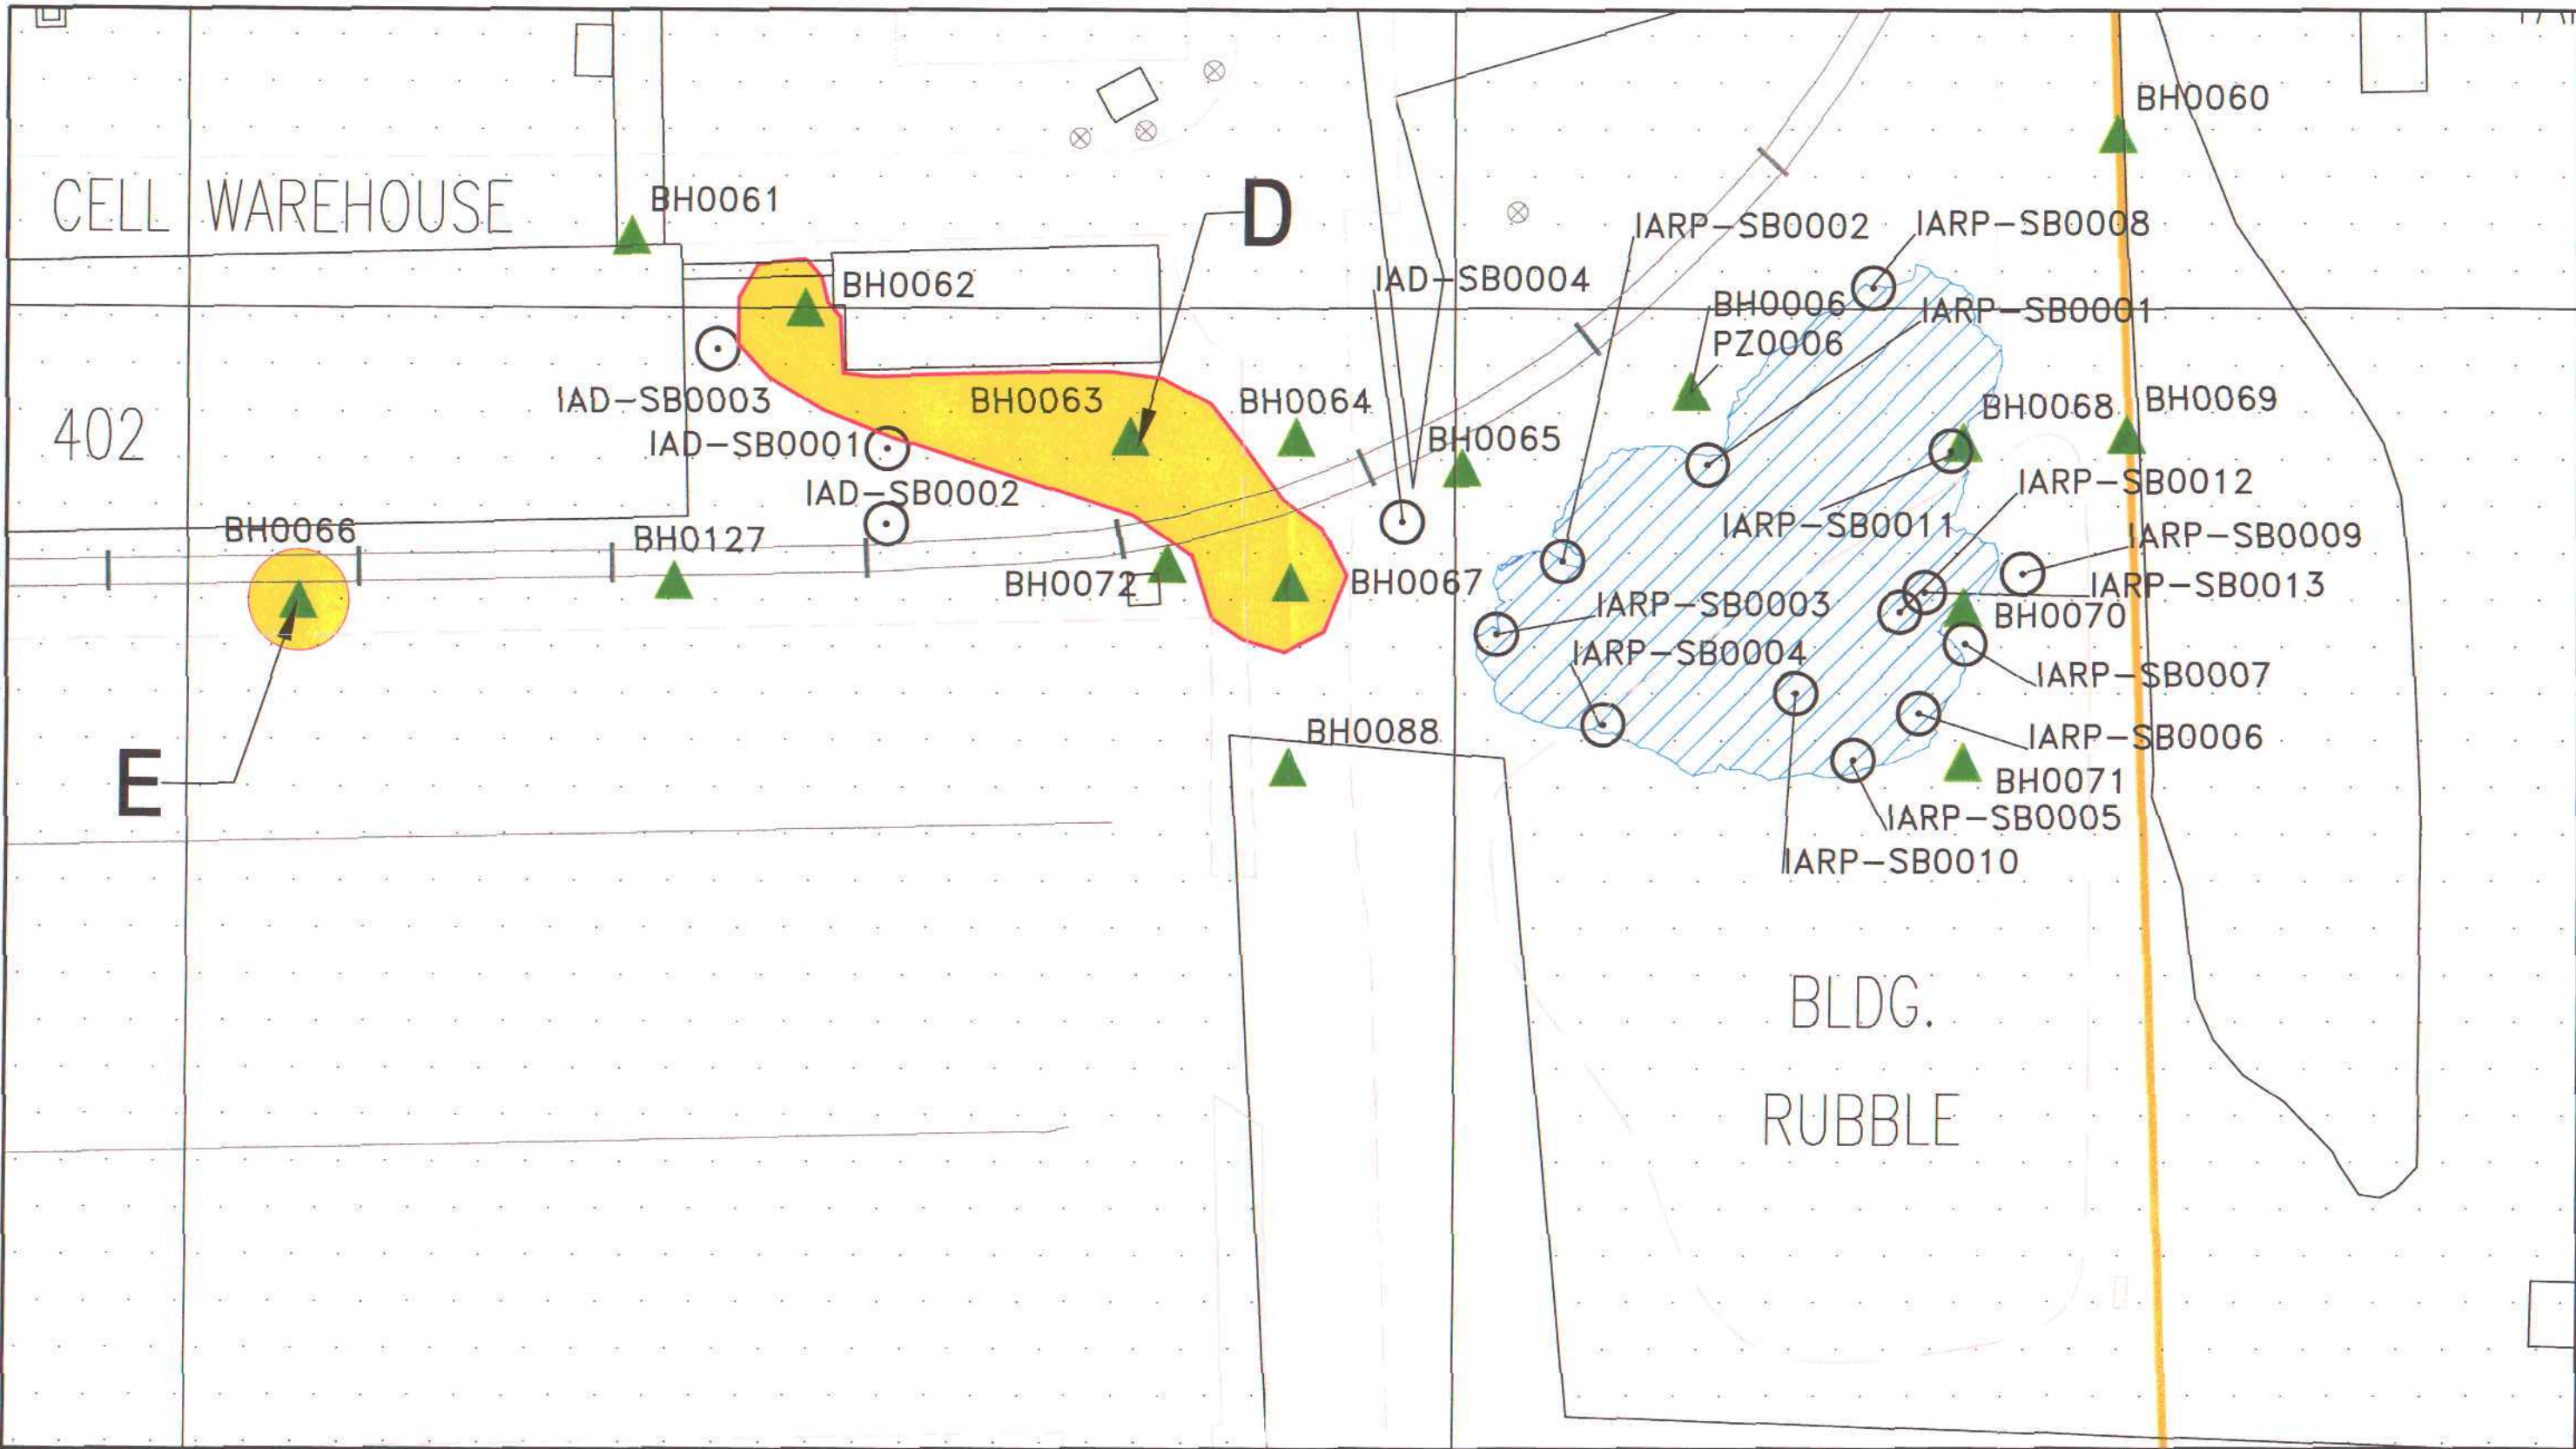 BH0060
CELL WAREHOUSE
BH0061
D
IARP-SB0002
IARP-SB0008
BH0062
IAD-SB0004
BH0006
PZ0006
IARP-SB0001
IAD-SB0003
BH0063
BH0064
BH0068
BH0069
402
IAD-SB0001
BH0065
IAD-SB0002
IARP-SB0012
BH0066
BH0127
IARP-SB0011
IARP-SB0009
BH0072
BH0067
IARP-SB0013
IARP-SB0003
BH0070
IARP-SB0004
IARP-SB0007
BH0088
IARP-SB0006
E
BH0071
IARP-SB0005
IARP-SB0010
BLDG.
RUBBLE